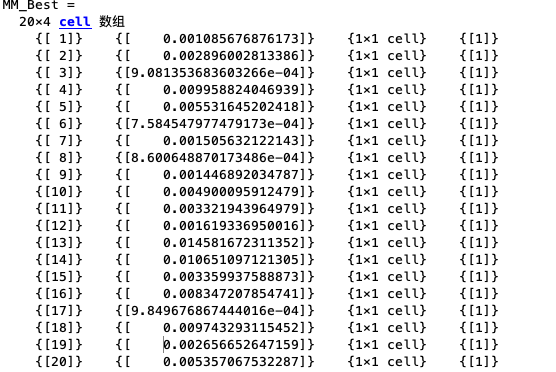 MM_Best =
20×4 cell 数组
{[ 1]} {[ 0.001085676876173]} {1×1 cell} {[1]}
{[ 2]} {[ 0.002896002813386]} {1×1 cell} {[1]}
{[ 3]} {[9.081353683603266e-04]} {1×1 cell} {[1]}
{[ 4]} {[ 0.009958824046939]} {1×1 cell} {[1]}
{[ 5]} {[ 0.005531645202418]} {1×1 cell} {[1]}
{[ 6]} {[7.584547977479173e-04]} {1×1 cell} {[1]}
{[ 7]} {[ 0.001505632122143]} {1×1 cell} {[1]}
{[ 8]} {[8.600648870173486e-04]} {1×1 cell} {[1]}
{[ 9]} {[ 0.001446892034787]} {1×1 cell} {[1]}
{[10]} {[ 0.004900095912479]} {1×1 cell} {[1]}
{[11]} {[ 0.003321943964979]} {1×1 cell} {[1]}
{[12]} {[ 0.001619336950016]} {1×1 cell} {[1]}
{[13]} {[ 0.014581672311352]} {1×1 cell} {[1]}
{[14]} {[ 0.010651097121305]} {1×1 cell} {[1]}
{[15]} {[ 0.003359937588873]} {1×1 cell} {[1]}
{[16]} {[ 0.008347207854741]} {1×1 cell} {[1]}
{[17]} {[9.849676867444016e-04]} {1×1 cell} {[1]}
{[18]} {[ 0.009743293115452]} {1×1 cell} {[1]}
{[19]} {[ 0.002656652647159]} {1×1 cell} {[1]}
{[20]} {[ 0.005357067532287]} {1×1 cell} {[1]}